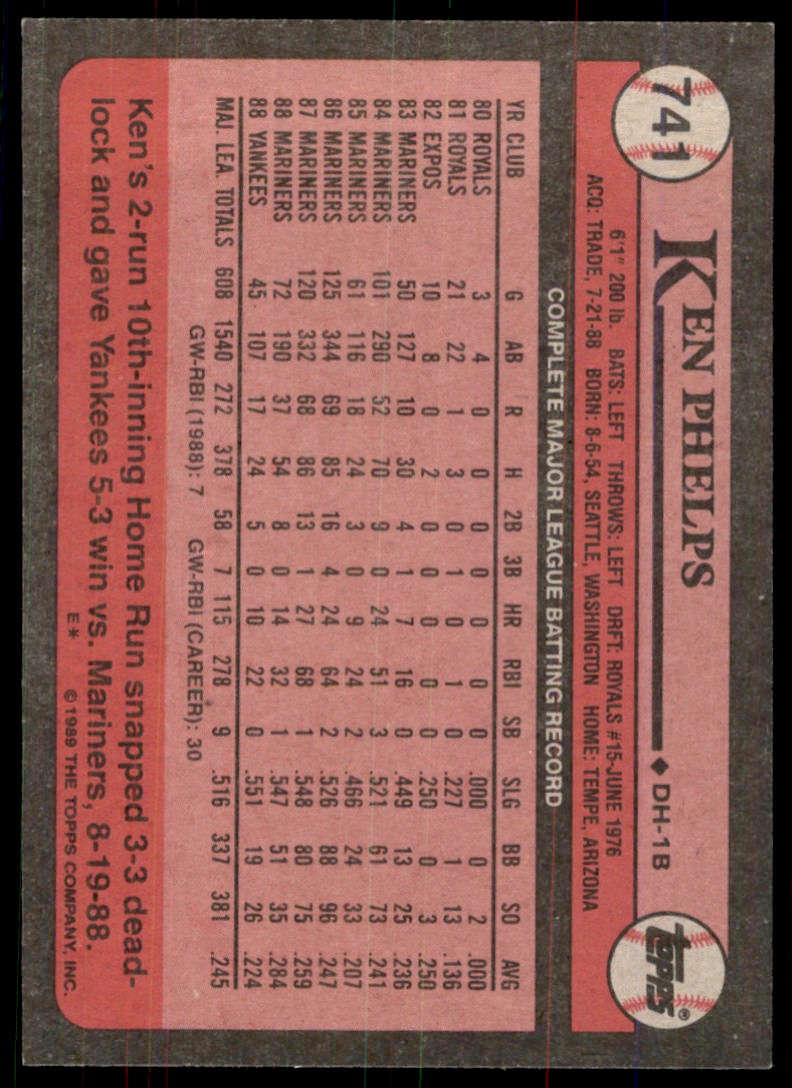 741
KEN PHELPS
◆ DH-1B
topps®
6'1" 200 lb. BATS: LEFT THROWS: LEFT DRFT: ROYALS #15-JUNE 1976
ACQ: TRADE, 7-21-88 BORN: 8-6-54, SEATTLE, WASHINGTON HOME: TEMPE, ARIZONA
COMPLETE MAJOR LEAGUE BATTING RECORD
YR CLUB G AB R H 2B 3B HR RBI SB SLG BB SO AVG
80 ROYALS 3 4 0 0 0 0 0 0 0 .000 0 2 .000
81 ROYALS 21 22 1 3 0 1 0 1 0 .227 1 13 .136
82 EXPOS 10 8 0 2 0 0 0 0 0 .250 0 3 .250
83 MARINERS 50 127 10 30 4 1 7 16 0 .449 13 25 .236
84 MARINERS 101 290 52 70 9 0 24 51 3 .521 61 73 .241
85 MARINERS 61 116 18 24 3 0 9 24 2 .466 24 33 .207
86 MARINERS 125 344 69 85 16 4 24 64 2 .526 88 96 .247
87 MARINERS 120 332 68 86 13 1 27 68 1 .548 80 75 .259
88 MARINERS 72 190 37 54 8 0 14 32 1 .547 51 35 .284
88 YANKEES 45 107 17 24 5 0 10 22 0 .551 19 26 .224
MAJ. LEA. TOTALS 608 1540 272 378 58 7 115 278 9 .516 337 381 .245
GW-RBI (1988): 7 GW-RBI (CAREER): 30
Ken's 2-run 10th-inning Home Run snapped 3-3 dead-
lock and gave Yankees 5-3 win vs. Mariners, 8-19-88.
E* © 1989 THE TOPPS COMPANY, INC.